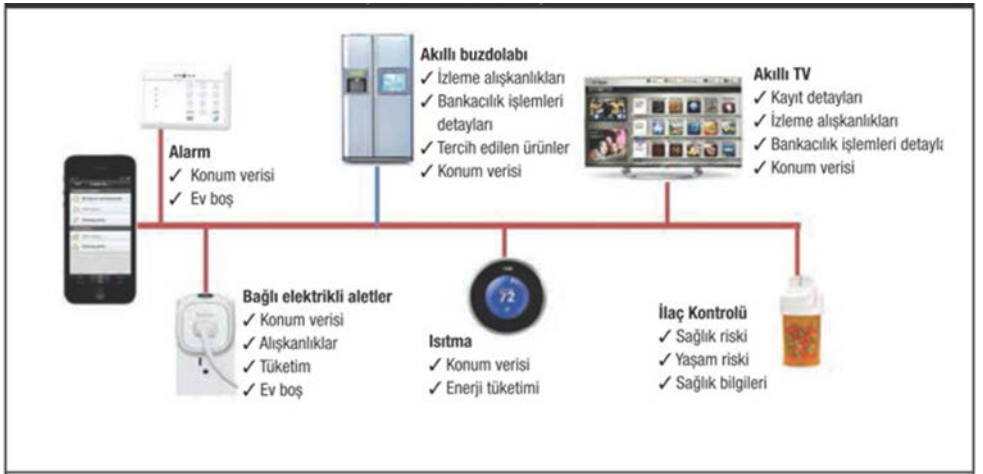 Akıllı buzdolabı
✓ İzleme alışkanlıkları
✓ Bankacılık işlemleri
detayları
✓ Tercih edilen ürünler
✓ Konum verisi
Akıllı TV
✓ Kayıt detayları
✓ İzleme alışkanlıkları
✓ Bankacılık işlemleri detayla
✓ Konum verisi
Alarm
✓ Konum verisi
✓ Ev boş
Bağlı elektrikli aletler
✓ Konum verisi
✓ Alışkanlıklar
✓ Tüketim
✓ Ev boş
72
Isıtma
✓ Konum verisi
✓ Enerji tüketimi
İlaç Kontrolü
✓ Sağlık riski
✓ Yaşam riski
✓ Sağlık bilgileri